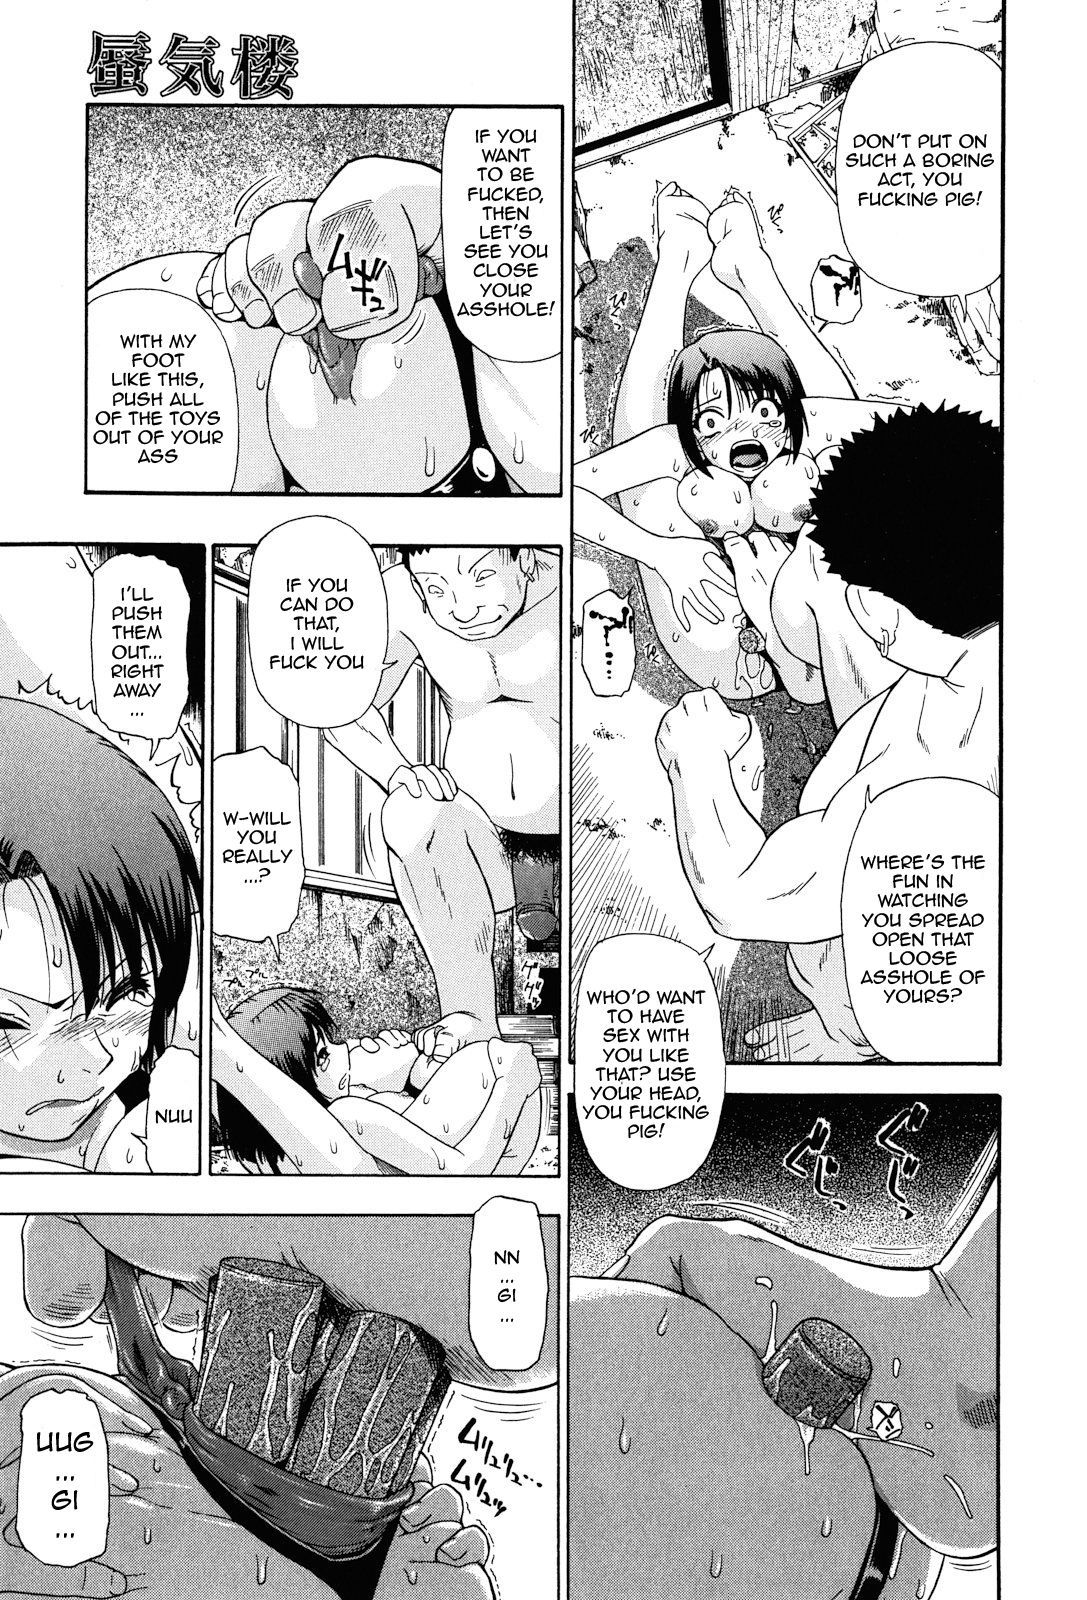 蜃気楼
DON'T PUT ON
SUCH A BORING
ACT, YOU
FUCKING PIG!
WHERE'S THE
FUN IN
WATCHING
YOU SPREAD
OPEN THAT
LOOSE
ASSHOLE OF
YOURS?
WHO'D WANT
TO HAVE
SEX WITH
YOU LIKE
THAT? USE
YOUR HEAD,
YOU FUCKING
PIG!
IF YOU
WANT
TO BE
FUCKED,
THEN
LET'S
SEE YOU
CLOSE
YOUR
ASSHOLE!
ムギュ
WITH MY
FOOT
LIKE THIS,
PUSH ALL
OF THE TOYS
OUT OF YOUR
ASS
IF YOU
CAN DO
THAT,
I WILL
FUCK YOU
W-WILL
YOU
REALLY
...?
I'LL
PUSH
THEM
OUT...
RIGHT
AWAY
...
NUU
NN
...
GI
...
UUG
...
GI
...